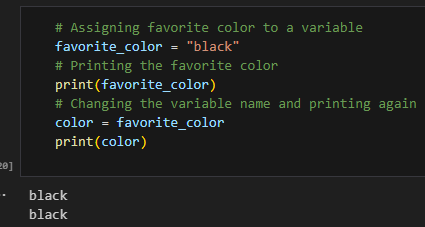 # Assigning favorite color to a variable
favorite_color = "black"
# Printing the favorite color
print(favorite_color)
# Changing the variable name and printing again
color = favorite_color
print(color)
20]
black
black